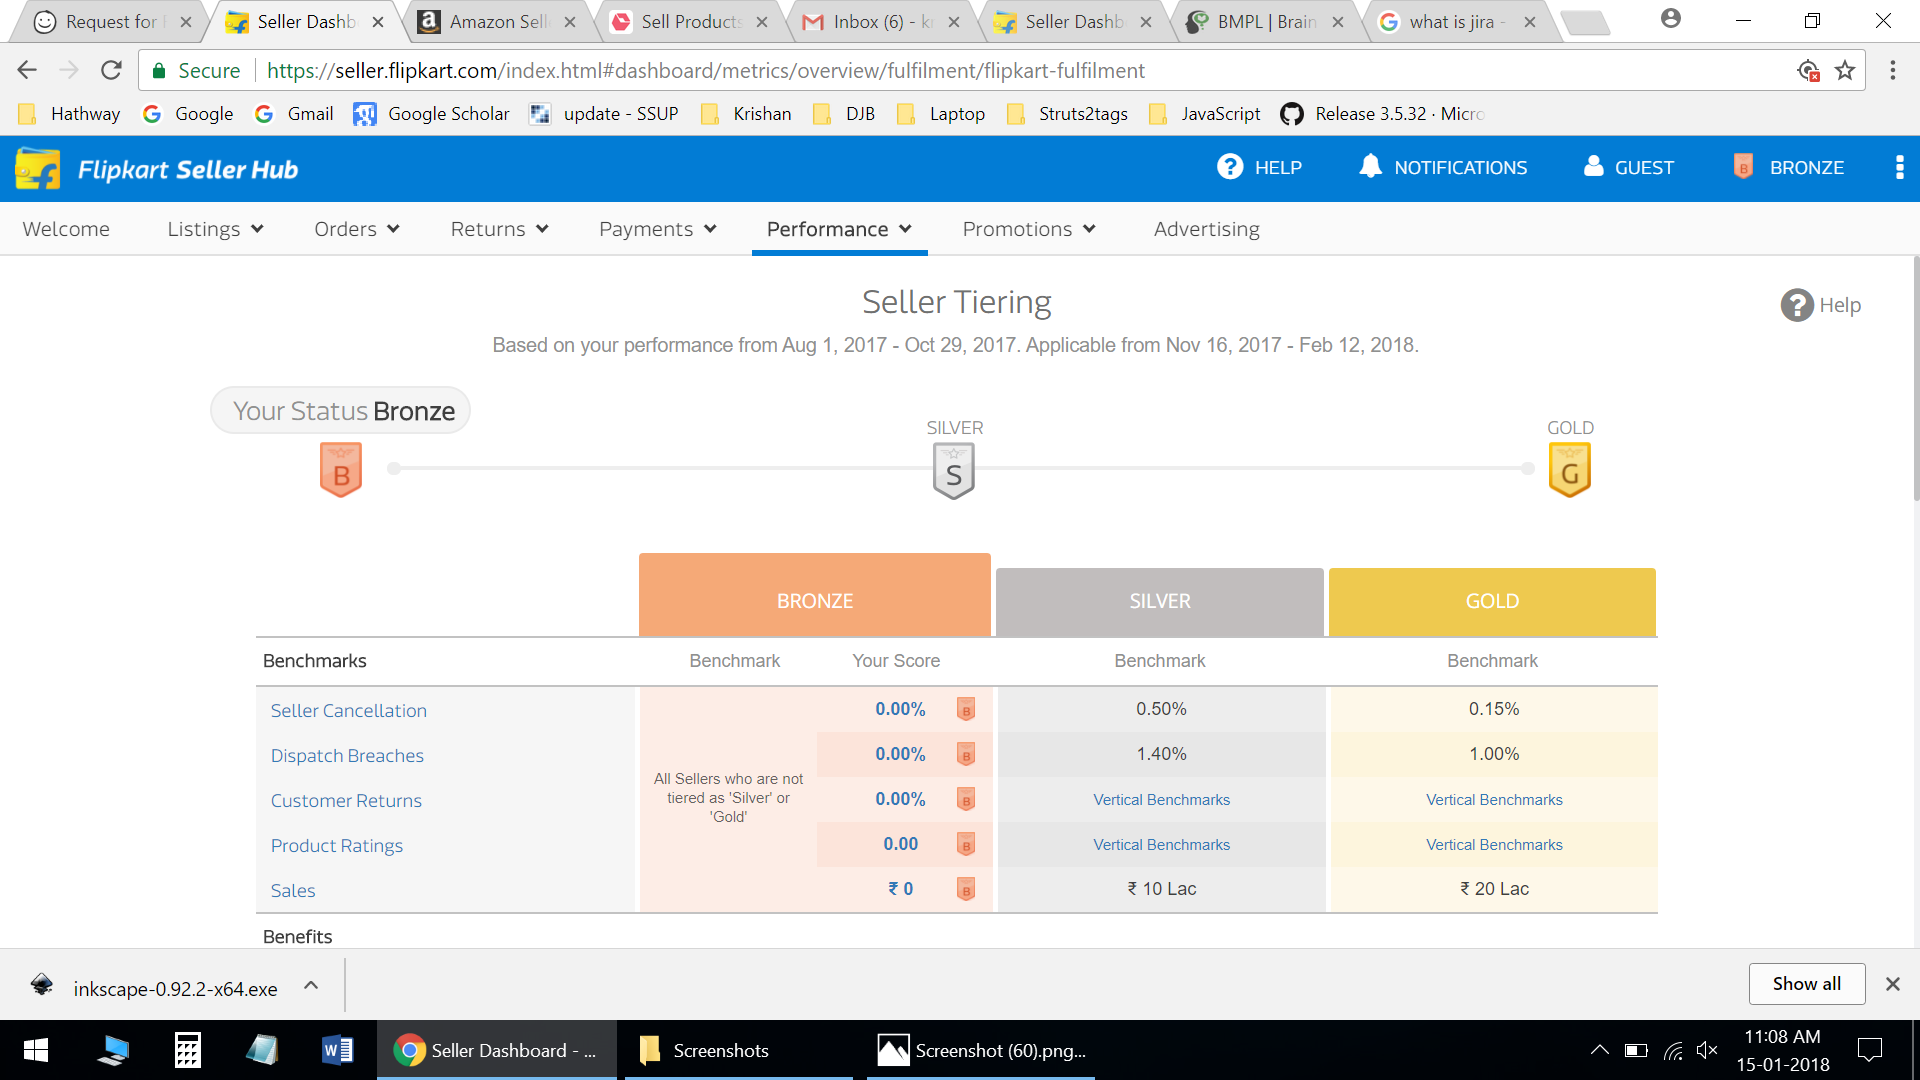 Request for
Seller Dashb
Amazon Sell
Sell Products
Inbox (6) - k
Seller Dashb
BMPL | Brain
what is jira -
Secure https://seller.flipkart.com/index.html#dashboard/metrics/overview/fulfilment/flipkart-fulfilment
Hathway Google Gmail Google Scholar update - SSUP Krishan DJB Laptop Struts2tags JavaScript Release 3.5.32 · Micro
Flipkart Seller Hub ? HELP NOTIFICATIONS GUEST B BRONZE
Welcome Listings Orders Returns Payments Performance Promotions Advertising
Seller Tiering
? Help
Based on your performance from Aug 1, 2017 - Oct 29, 2017. Applicable from Nov 16, 2017 - Feb 12, 2018.
Your Status Bronze
SILVER GOLD
B S G
BRONZE SILVER GOLD
Benchmarks Benchmark Your Score Benchmark Benchmark
Seller Cancellation 0.00% B 0.50% 0.15%
Dispatch Breaches 0.00% B 1.40% 1.00%
All Sellers who are not
tiered as 'Silver' or
'Gold'
Customer Returns 0.00% B Vertical Benchmarks Vertical Benchmarks
Product Ratings 0.00 B Vertical Benchmarks Vertical Benchmarks
Sales ₹ 0 B ₹ 10 Lac ₹ 20 Lac
Benefits
inkscape-0.92.2-x64.exe Show all
Seller Dashboard - ... Screenshots Screenshot (60).png...
11:08 AM
15-01-2018